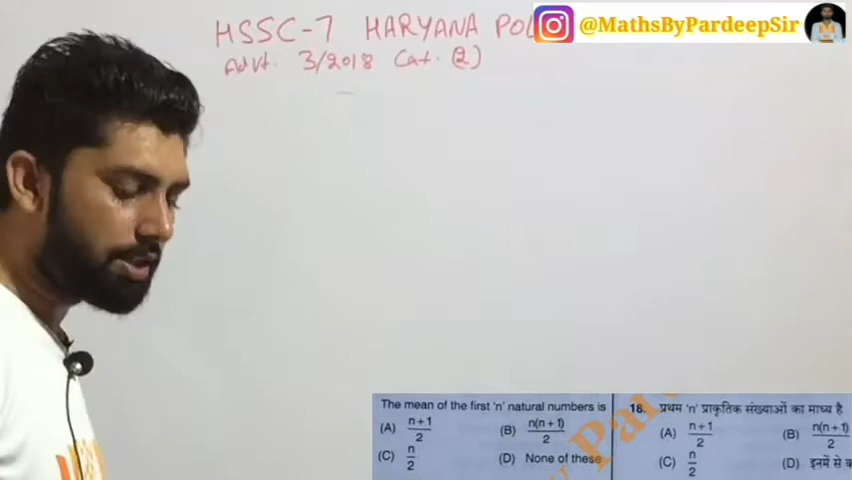 HSSC-7 HARYANA
@MathsByPardeepSir
Advt. 3/2018 Cat. (2)
The mean of the first 'n' natural numbers is
(A) n+1/2 (B) n(n+1)/2
(C) n/2 (D) None of these
18. प्रथम 'n' प्राकृतिक संख्याओं का माध्य है
(A) n+1/2 (B) n(n+1)/2
(C) n/2 (D) इनमें से